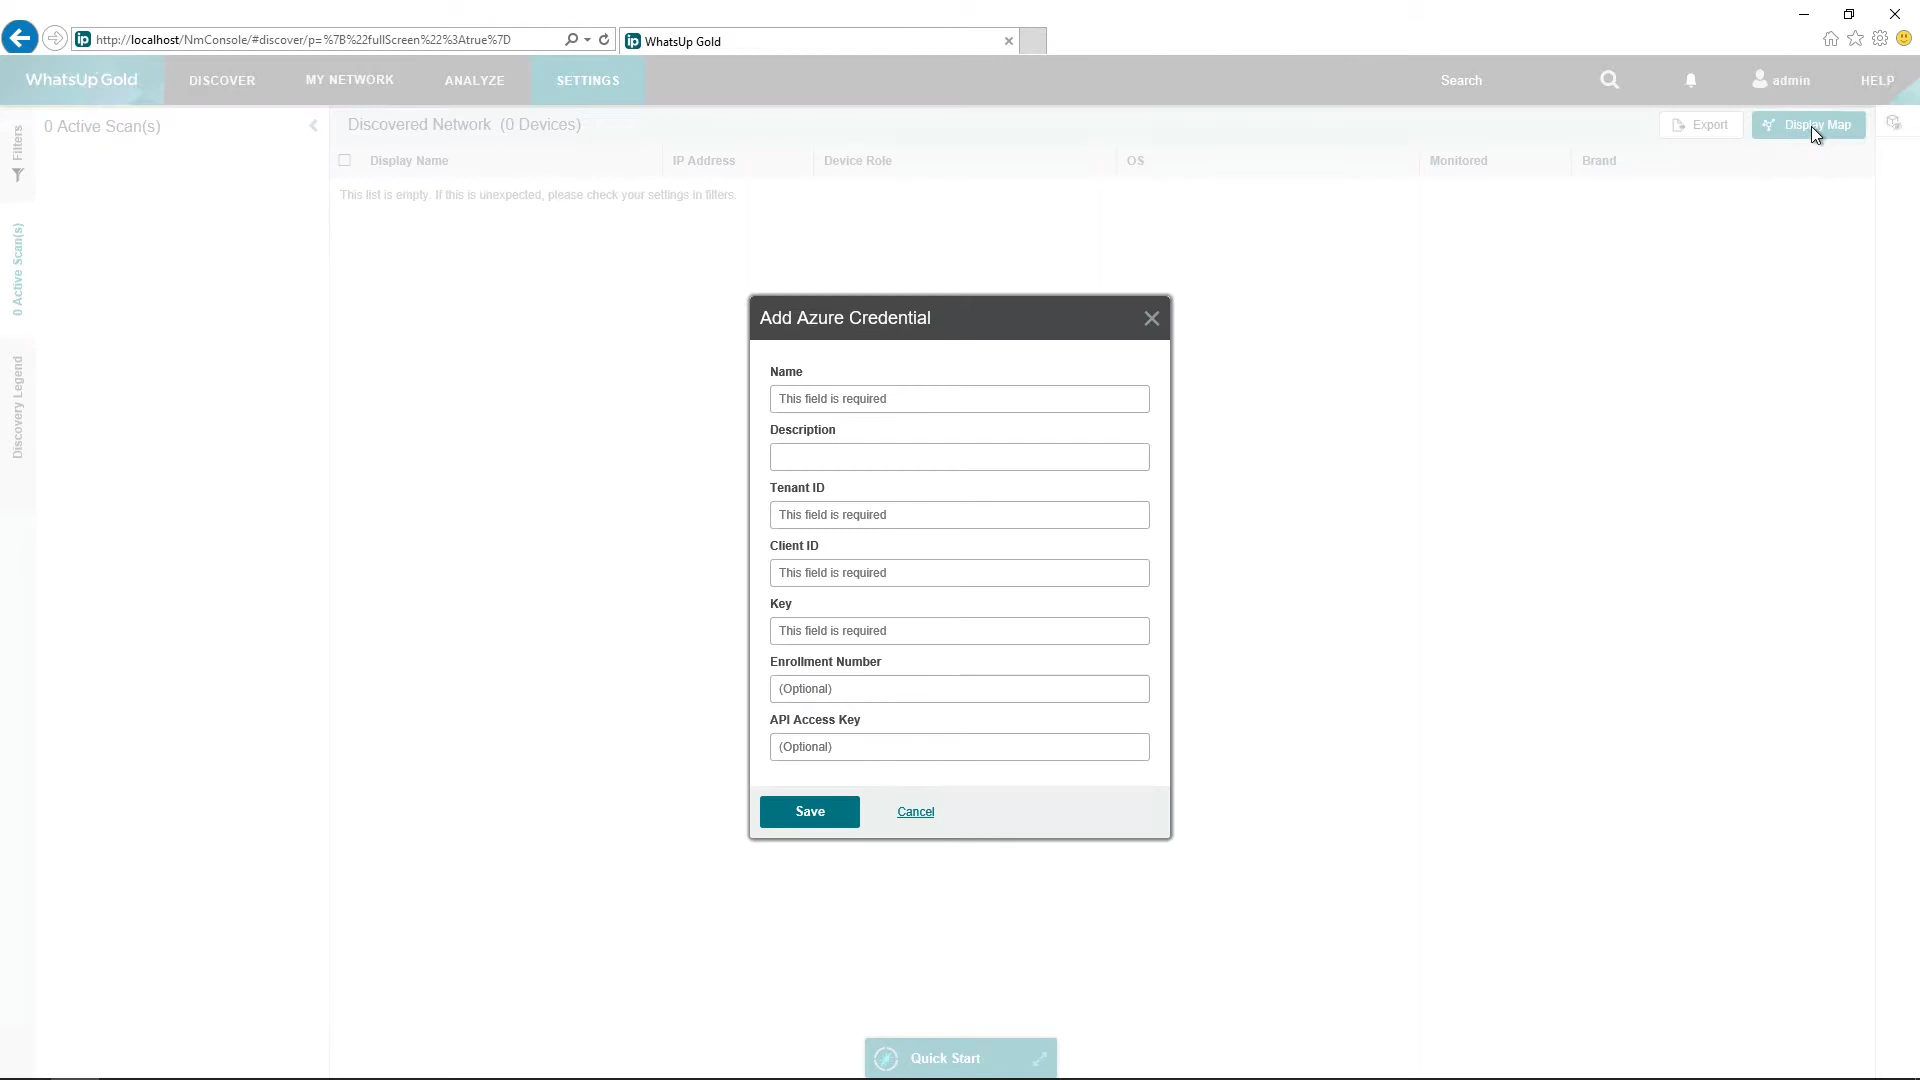 http://localhost/NmConsole/#discover/p=%7B%22fullScreen%22%3Atrue%7D
ip WhatsUp Gold
WhatsUp Gold
DISCOVER
MY NETWORK
ANALYZE
SETTINGS
Search
admin
HELP
Filters
0 Active Scan(s)
Discovery Legend
0 Active Scan(s)
Discovered Network (0 Devices)
Export
Display Map
Display Name
IP Address
Device Role
OS
Monitored
Brand
This list is empty. If this is unexpected, please check your settings in filters.
Add Azure Credential
Name
This field is required
Description
Tenant ID
This field is required
Client ID
This field is required
Key
This field is required
Enrollment Number
(Optional)
API Access Key
(Optional)
Save
Cancel
Quick Start